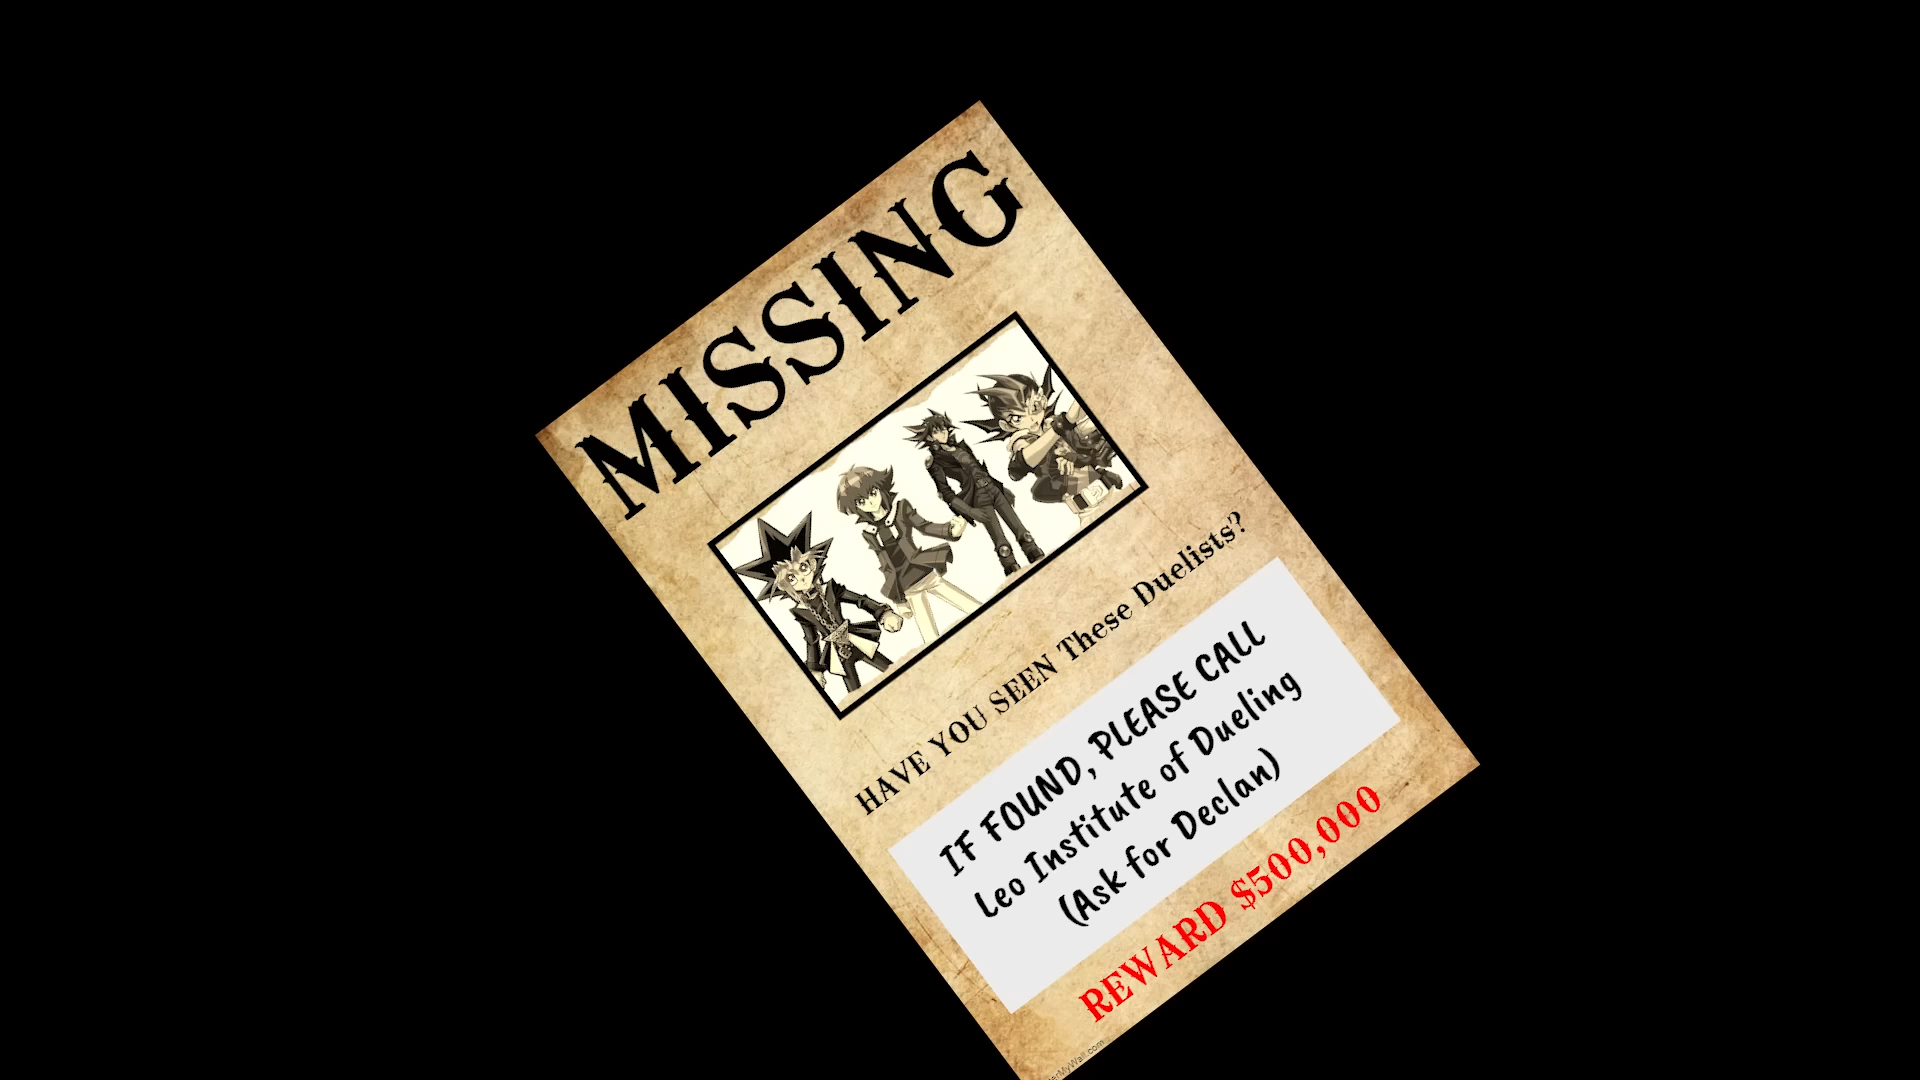 MISSING
HAVE YOU SEEN These Duelists?
IF FOUND, PLEASE CALL
Leo Institute of Dueling
(Ask for Declan)
REWARD $500,000